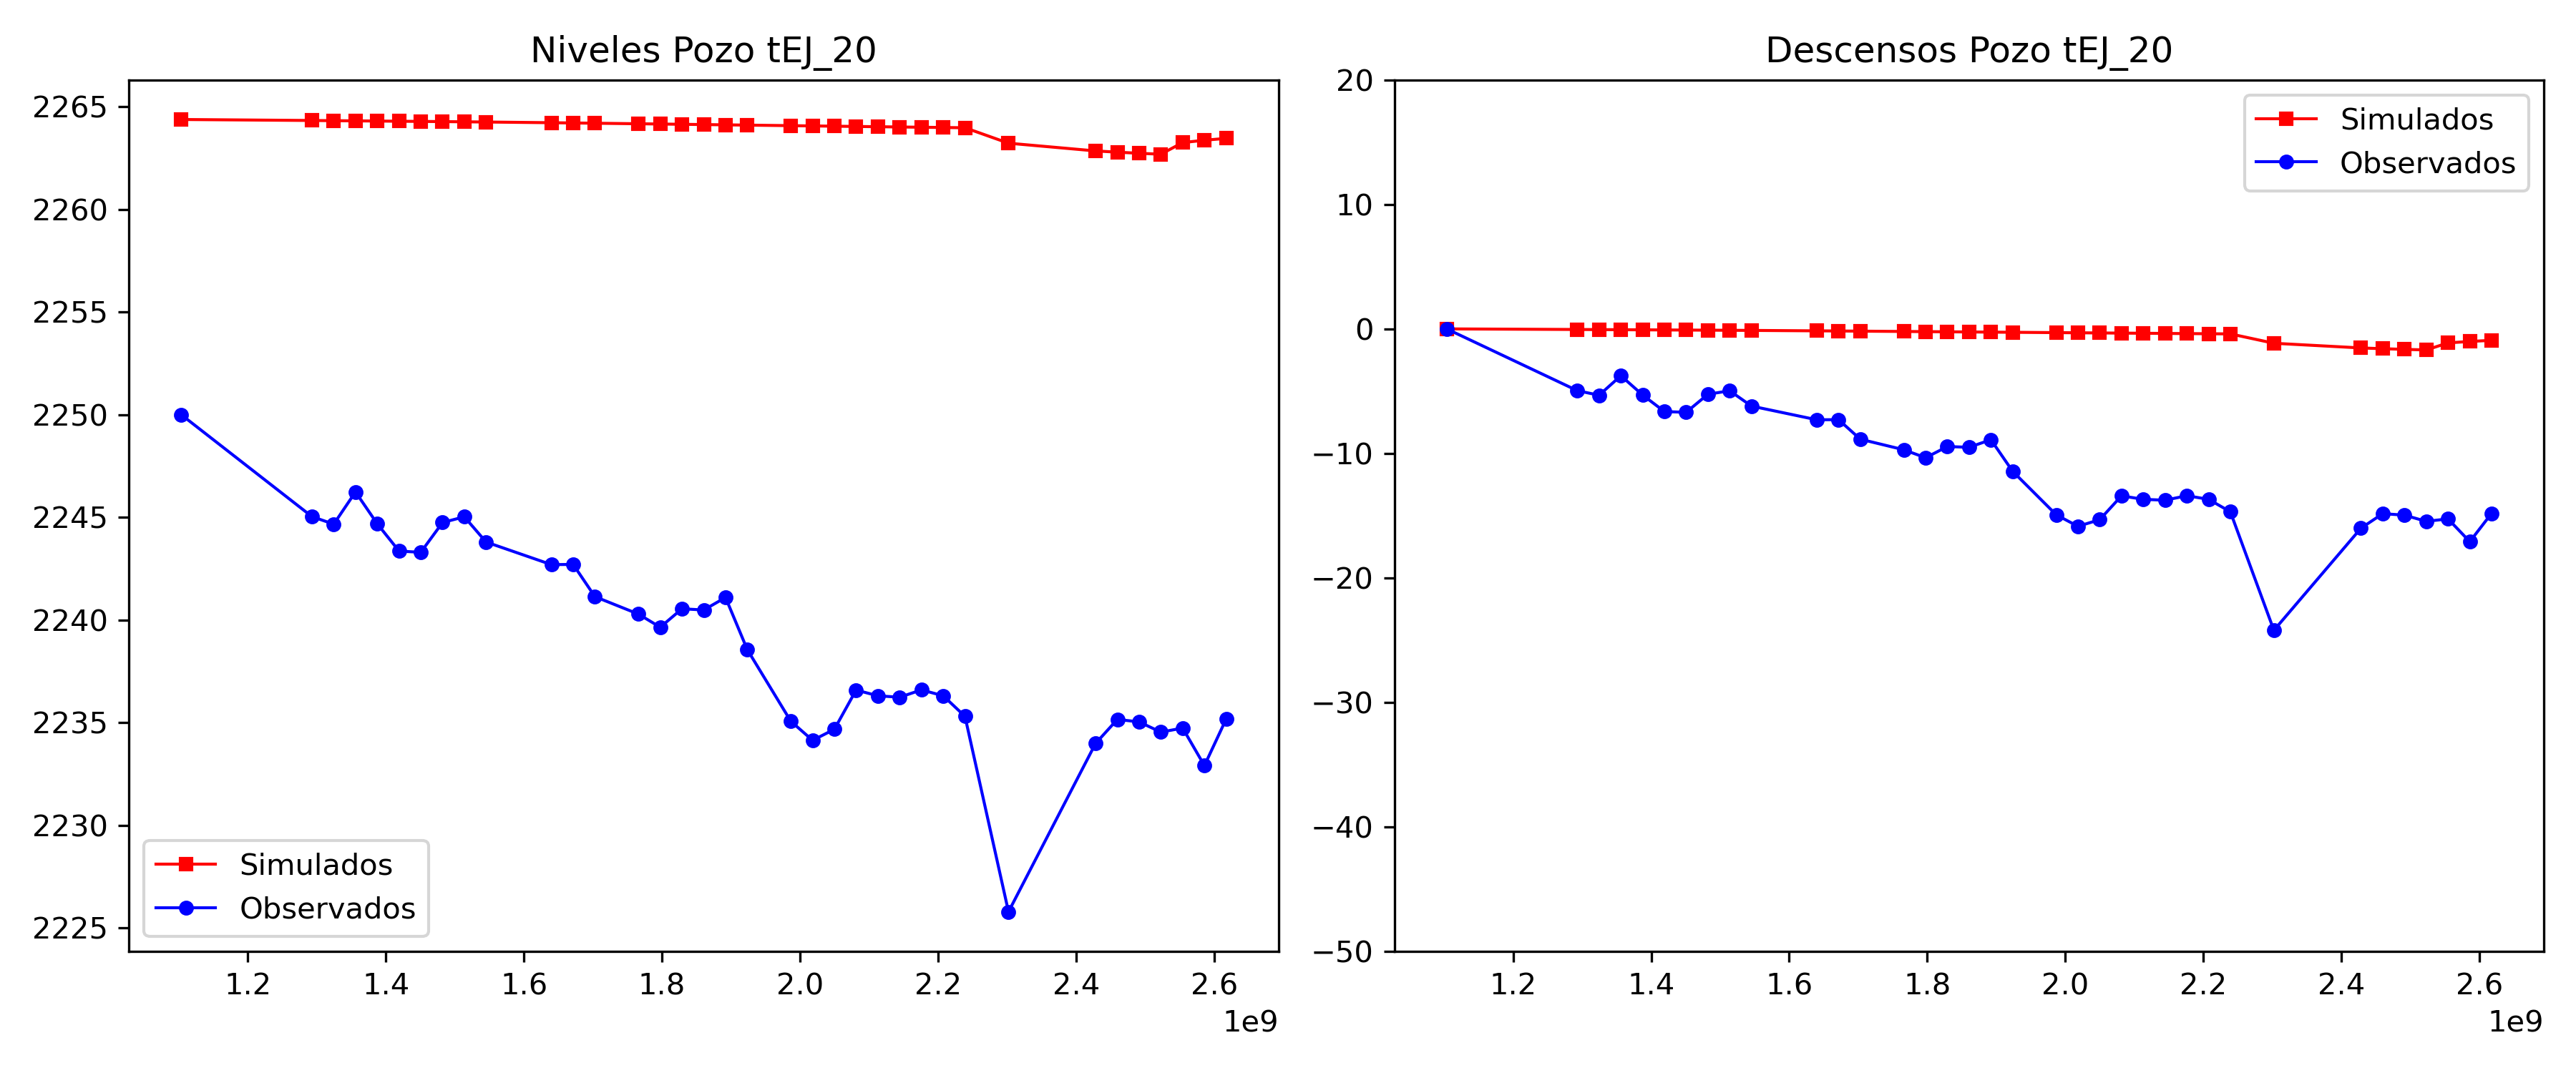 Niveles Pozo tEJ_20
2265
2260
2255
2250
2245
2240
2235
2230
2225
Simulados
Observados
1.2 1.4 1.6 1.8 2.0 2.2 2.4 2.6
1e9
Descensos Pozo tEJ_20
20
10
0
−10
−20
−30
−40
−50
Simulados
Observados
1.2 1.4 1.6 1.8 2.0 2.2 2.4 2.6
1e9